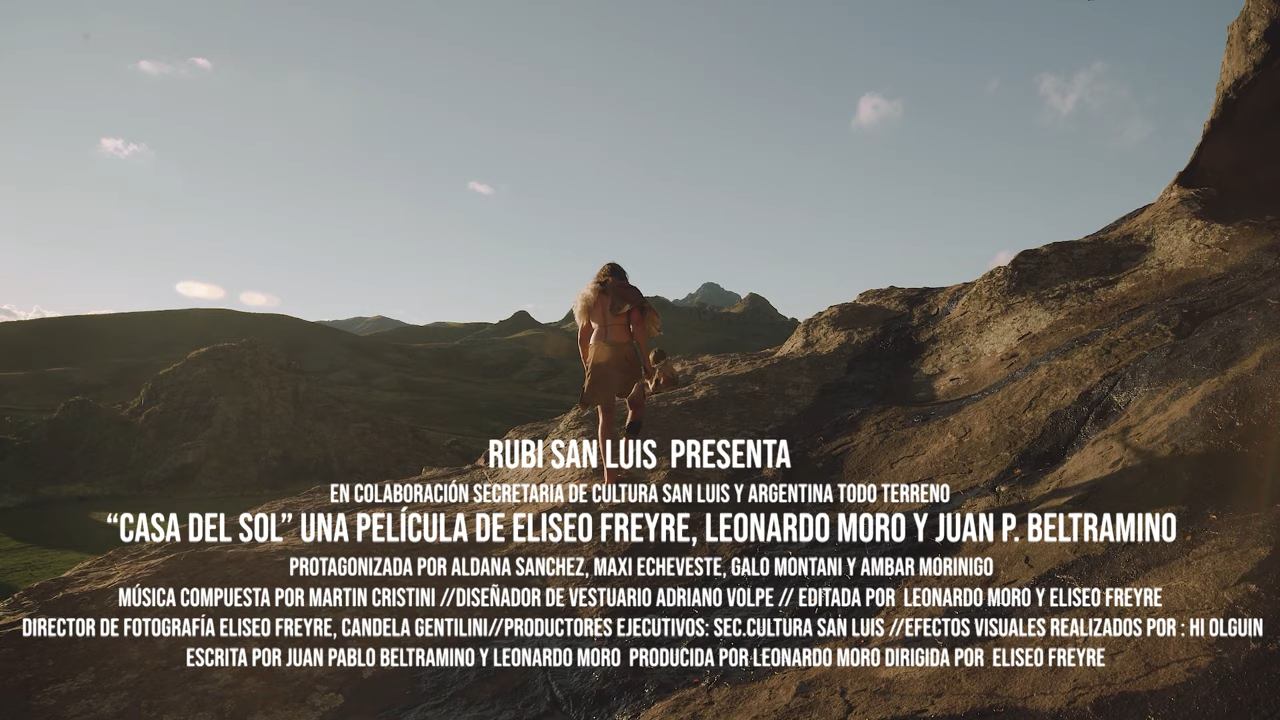 RUBI SAN LUIS PRESENTA
EN COLABORACIÓN SECRETARIA DE CULTURA SAN LUIS Y ARGENTINA TODO TERRENO
“CASA DEL SOL” UNA PELÍCULA DE ELISEO FREYRE, LEONARDO MORO Y JUAN P. BELTRAMINO
PROTAGONIZADA POR ALDANA SANCHEZ, MAXI ECHEVESTE, GALO MONTANI Y AMBAR MORINIGO
MÚSICA COMPUESTA POR MARTIN CRISTINI //DISEÑADOR DE VESTUARIO ADRIANO VOLPE // EDITADA POR LEONARDO MORO Y ELISEO FREYRE
DIRECTOR DE FOTOGRAFÍA ELISEO FREYRE, CANDELA GENTILINI//PRODUCTORES EJECUTIVOS: SEC.CULTURA SAN LUIS //EFECTOS VISUALES REALIZADOS POR : HI OLGUIN
ESCRITA POR JUAN PABLO BELTRAMINO Y LEONARDO MORO PRODUCIDA POR LEONARDO MORO DIRIGIDA POR ELISEO FREYRE